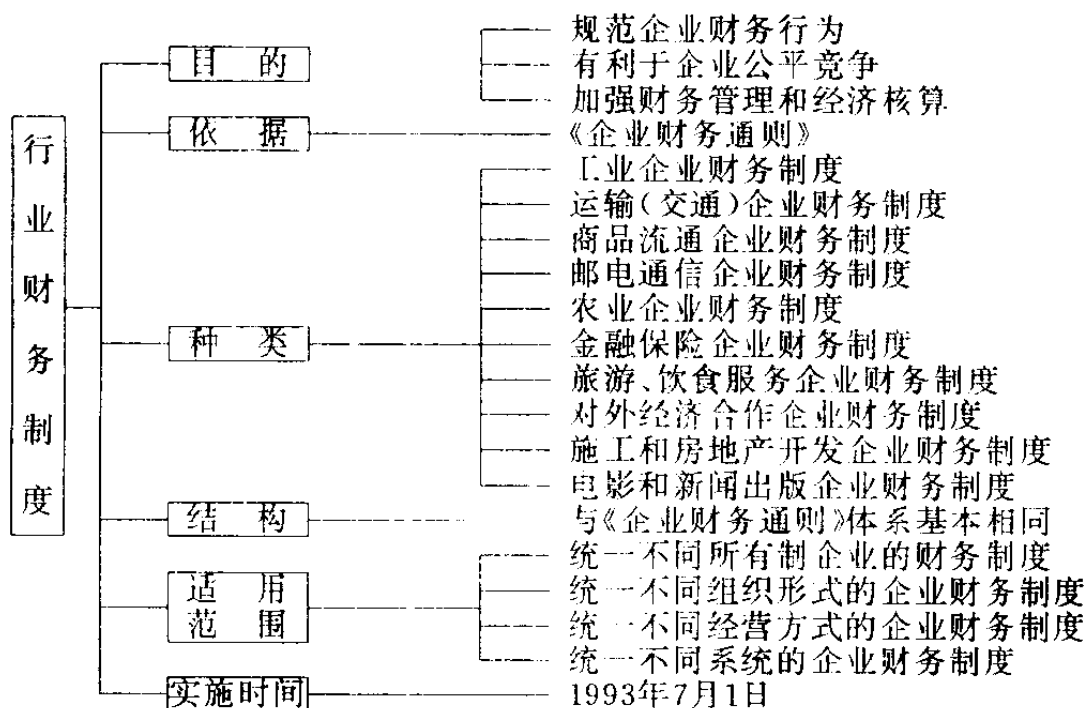 行业财务制度
目的
规范企业财务行为
有利于企业公平竞争
加强财务管理和经济核算
依据
《企业财务通则》
种类
工业企业财务制度
运输(交通)企业财务制度
商品流通企业财务制度
邮电通信企业财务制度
农业企业财务制度
金融保险企业财务制度
旅游、饮食服务企业财务制度
对外经济合作企业财务制度
施工和房地产开发企业财务制度
电影和新闻出版企业财务制度
结构
与《企业财务通则》体系基本相同
适用
范围
统一不同所有制企业的财务制度
统一不同组织形式的企业财务制度
统一不同经营方式的企业财务制度
统一不同系统的企业财务制度
实施时间
1993年7月1日